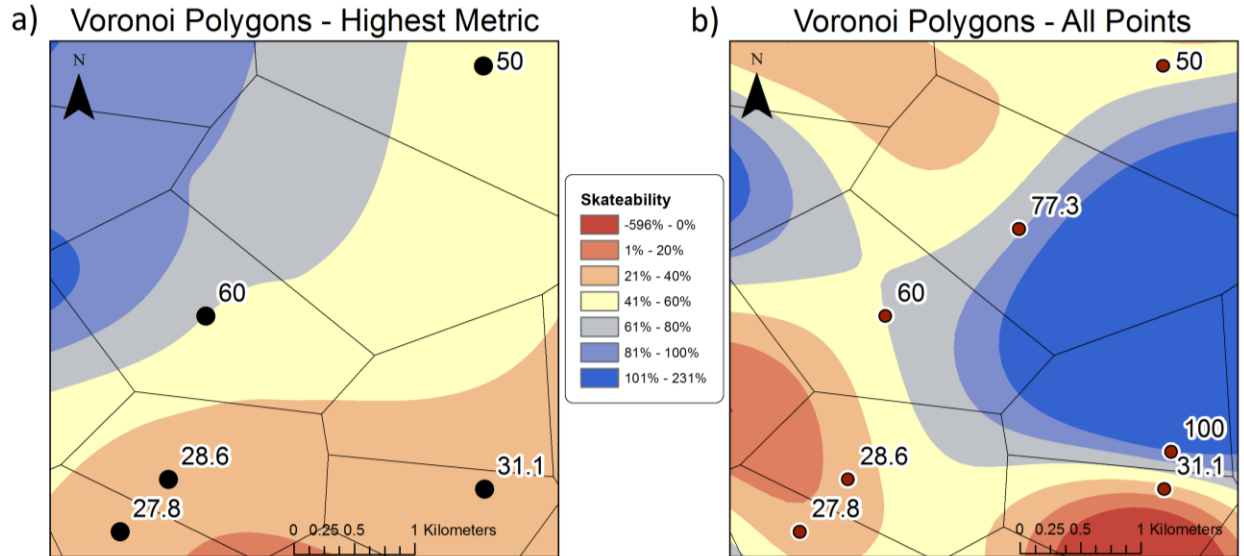 a) Voronoi Polygons - Highest Metric
N
50
60
28.6
31.1
27.8
0 0.25 0.5 1 Kilometers
Skateability
-596% - 0%
1% - 20%
21% - 40%
41% - 60%
61% - 80%
81% - 100%
101% - 231%
b) Voronoi Polygons - All Points
N
50
77.3
60
100
28.6
31.1
27.8
0 0.25 0.5 1 Kilometers